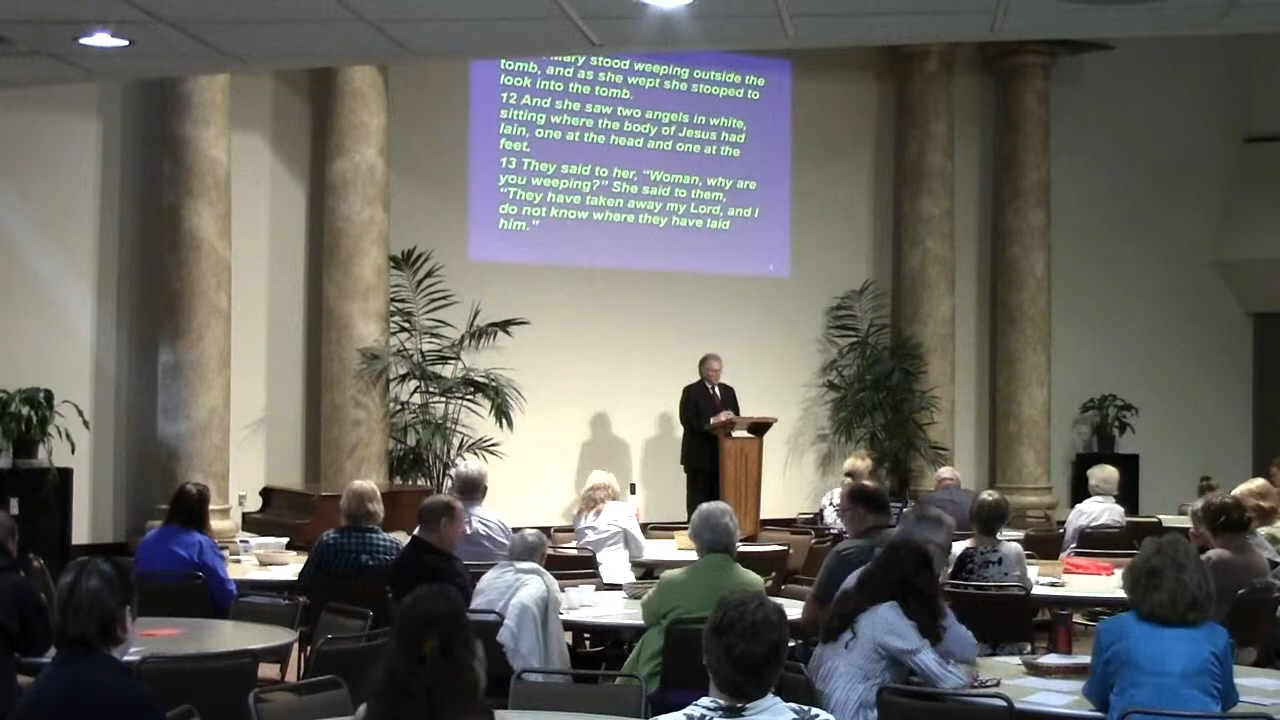 Mary stood weeping outside the
tomb, and as she wept she stooped to
look into the tomb.
12 And she saw two angels in white,
sitting where the body of Jesus had
lain, one at the head and one at the
feet.
13 They said to her, “Woman, why are
you weeping?” She said to them,
“They have taken away my Lord, and I
do not know where they have laid
him.”